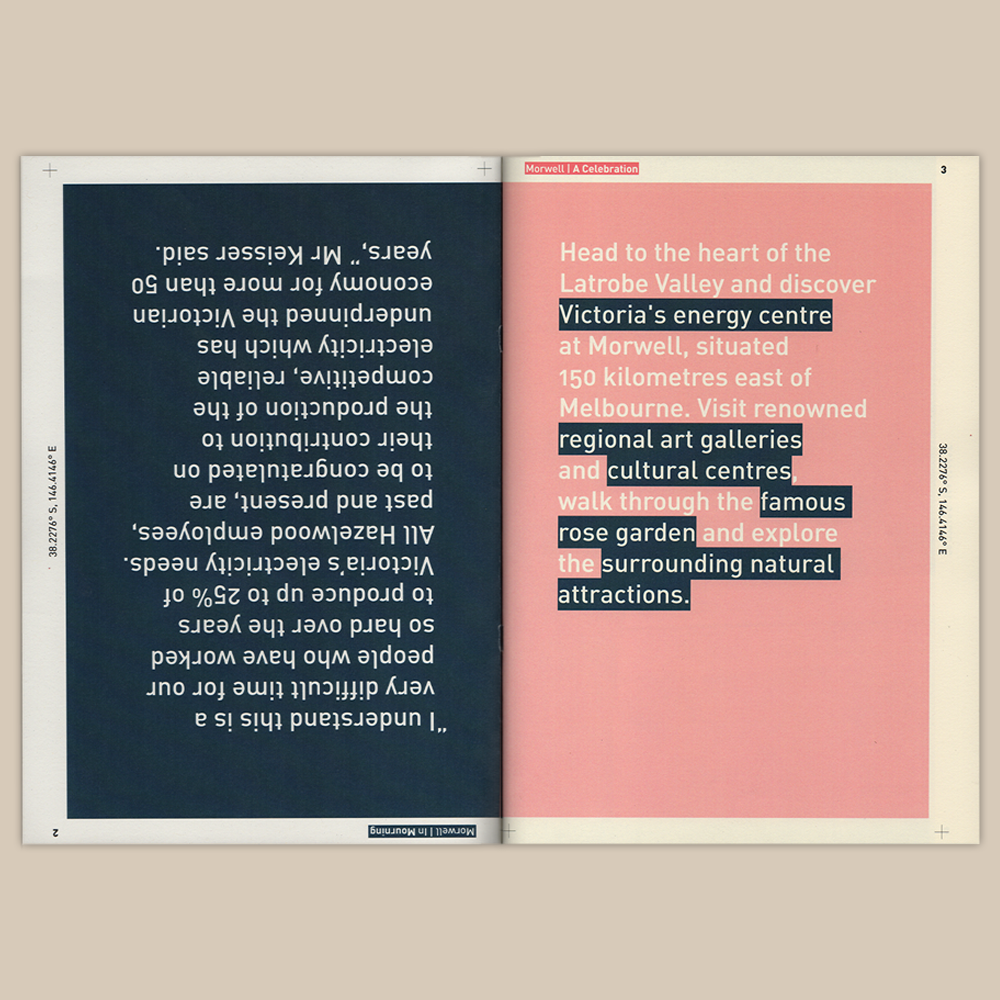 "I understand this is a
very difficult time for our
people who have worked
so hard over the years
to produce up to 25% of
Victoria's electricity needs.
All Hazelwood employees,
past and present, are
to be congratulated on
their contribution to
the production of the
competitive, reliable
electricity which has
underpinned the Victorian
economy for more than 50
years," Mr Keisser said.
Morwell | In Mourning
2
38.2276° S, 146.4146° E
Morwell | A Celebration
3
Head to the heart of the
Latrobe Valley and discover
Victoria's energy centre
at Morwell, situated
150 kilometres east of
Melbourne. Visit renowned
regional art galleries
and cultural centres,
walk through the famous
rose garden and explore
the surrounding natural
attractions.
38.2276° S, 146.4146° E